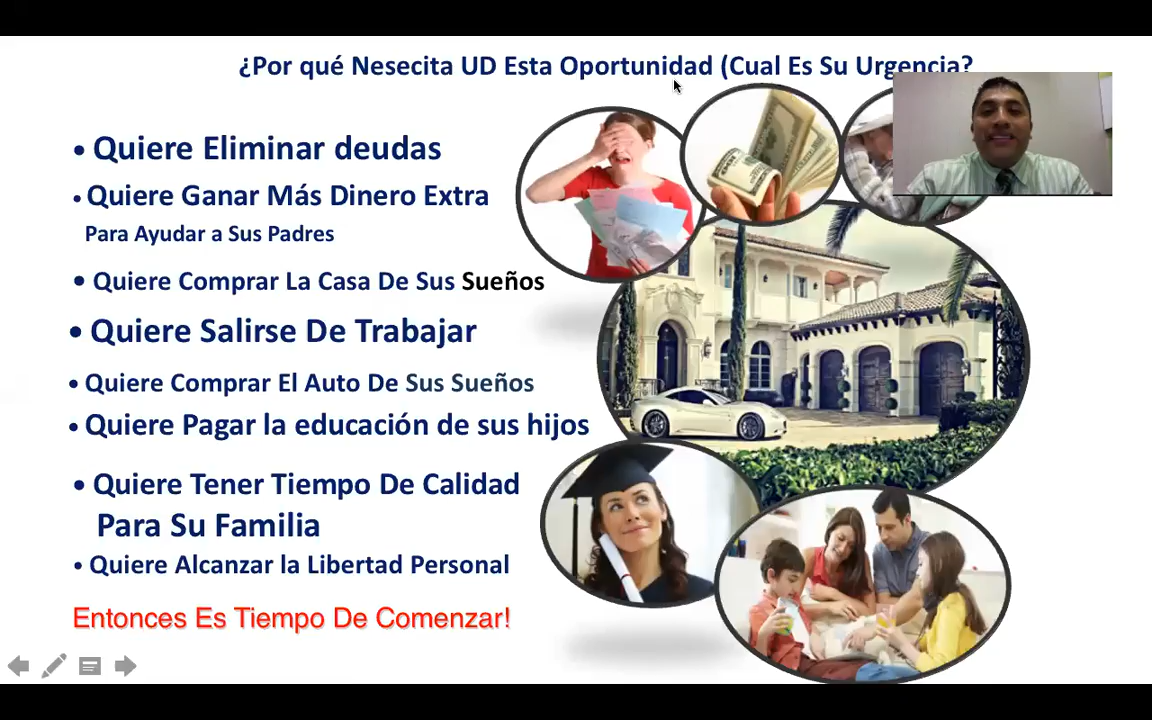 ¿Por qué Nesecita UD Esta Oportunidad (Cual Es Su Urgencia?
• Quiere Eliminar deudas
• Quiere Ganar Más Dinero Extra
Para Ayudar a Sus Padres
• Quiere Comprar La Casa De Sus Sueños
• Quiere Salirse De Trabajar
• Quiere Comprar El Auto De Sus Sueños
• Quiere Pagar la educación de sus hijos
• Quiere Tener Tiempo De Calidad
Para Su Familia
• Quiere Alcanzar la Libertad Personal
Entonces Es Tiempo De Comenzar!